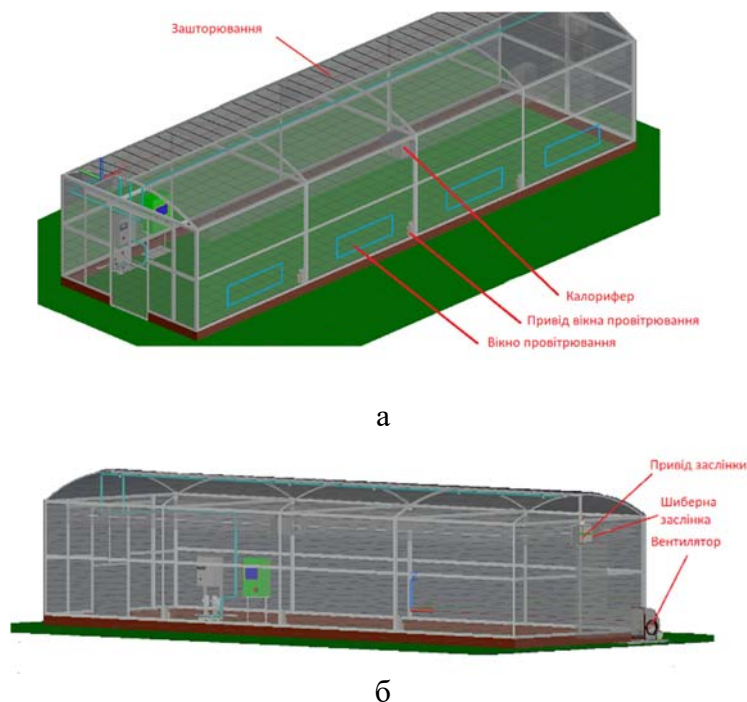 Зашторювання
Калорифер
Привід вікна провітрювання
Вікно провітрювання
а
Привід заслінки
Шиберна
заслінка
Вентилятор
б